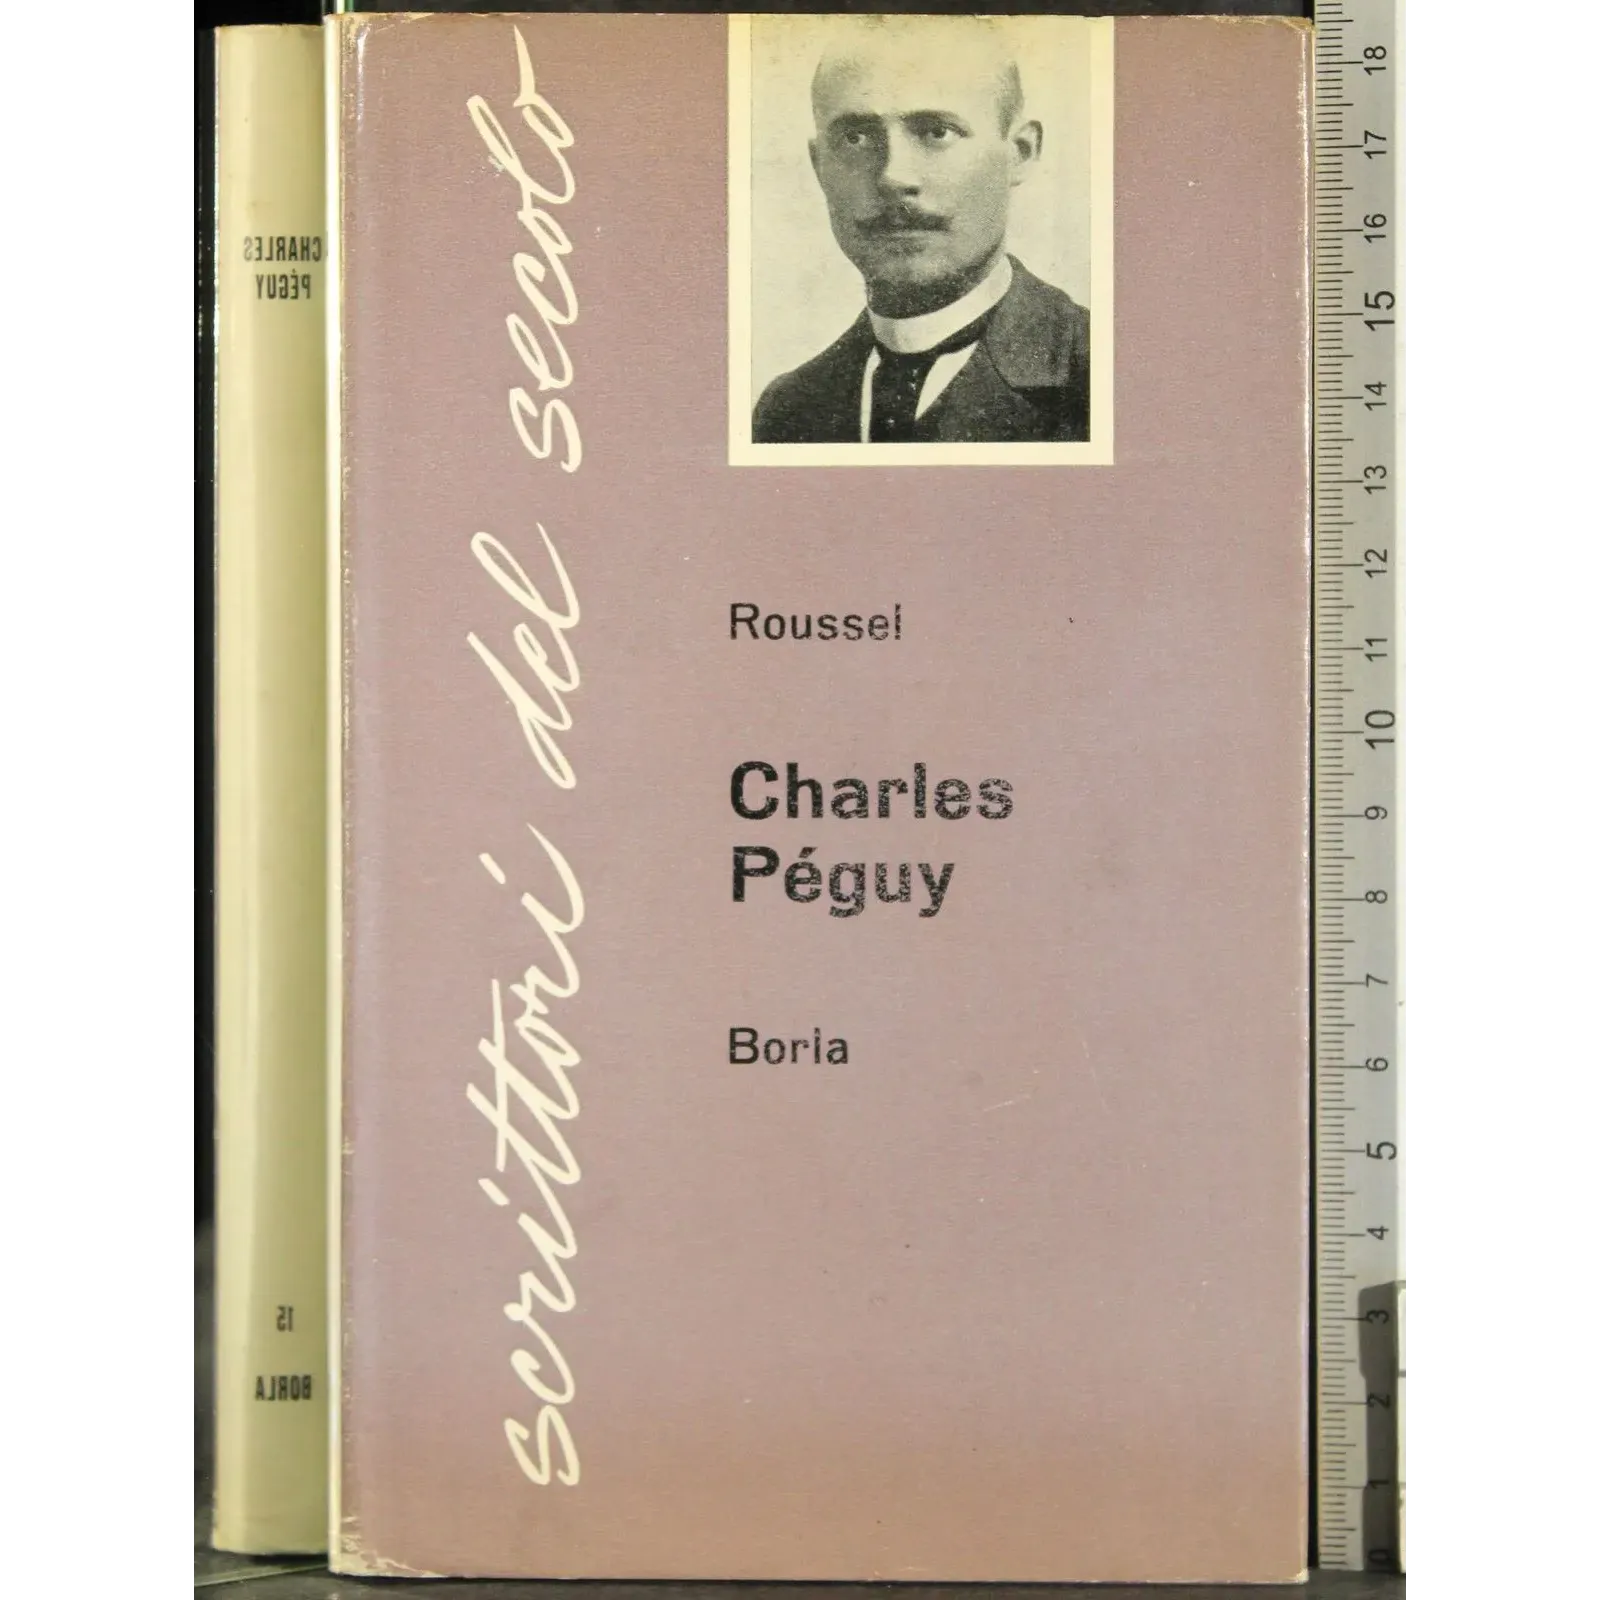 CHARLES
PÉGUY
15
BORLA
scrittori del secolo
Roussel
Charles
Péguy
Borla
18
17
16
15
14
13
12
11
10
9
8
7
6
5
4
3
2
1
0